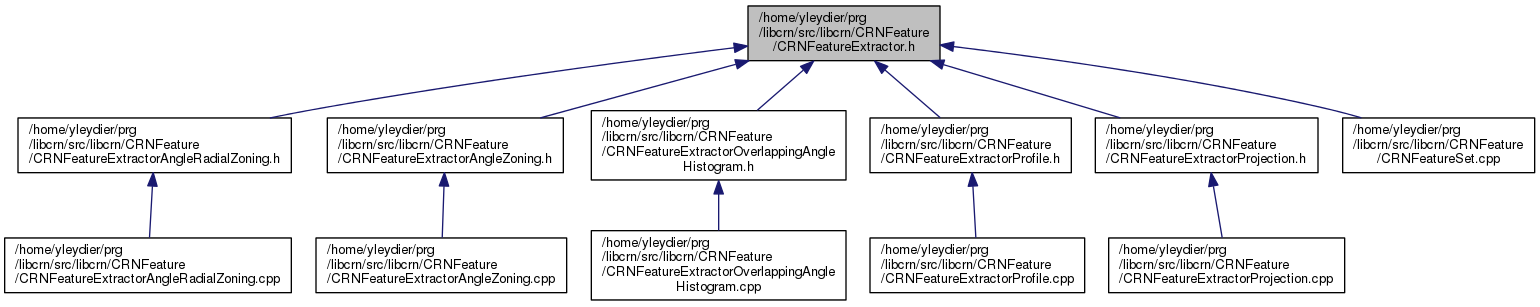 /home/yleydier/prg
/libcrn/src/libcrn/CRNFeature
/CRNFeatureExtractor.h
/home/yleydier/prg
/libcrn/src/libcrn/CRNFeature
/CRNFeatureExtractorAngleRadialZoning.h
/home/yleydier/prg
/libcrn/src/libcrn/CRNFeature
/CRNFeatureExtractorAngleZoning.h
/home/yleydier/prg
/libcrn/src/libcrn/CRNFeature
/CRNFeatureExtractorOverlappingAngle
Histogram.h
/home/yleydier/prg
/libcrn/src/libcrn/CRNFeature
/CRNFeatureExtractorProfile.h
/home/yleydier/prg
/libcrn/src/libcrn/CRNFeature
/CRNFeatureExtractorProjection.h
/home/yleydier/prg
/libcrn/src/libcrn/CRNFeature
/CRNFeatureSet.cpp
/home/yleydier/prg
/libcrn/src/libcrn/CRNFeature
/CRNFeatureExtractorAngleRadialZoning.cpp
/home/yleydier/prg
/libcrn/src/libcrn/CRNFeature
/CRNFeatureExtractorAngleZoning.cpp
/home/yleydier/prg
/libcrn/src/libcrn/CRNFeature
/CRNFeatureExtractorOverlappingAngle
Histogram.cpp
/home/yleydier/prg
/libcrn/src/libcrn/CRNFeature
/CRNFeatureExtractorProfile.cpp
/home/yleydier/prg
/libcrn/src/libcrn/CRNFeature
/CRNFeatureExtractorProjection.cpp